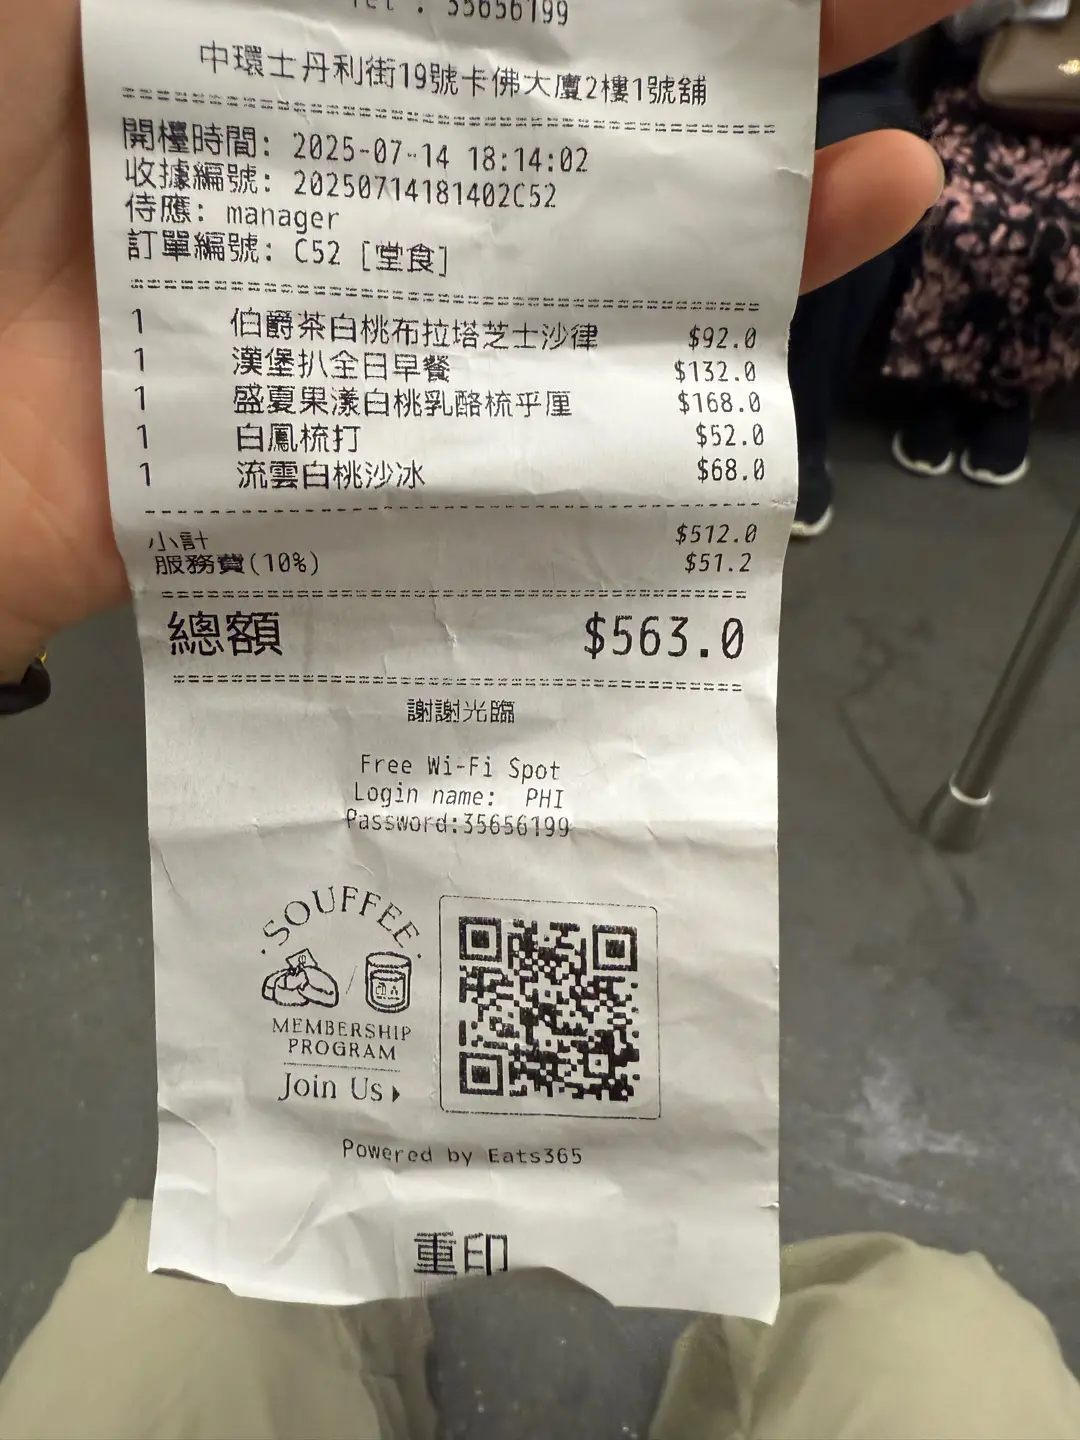 Tel : 35656199
中環士丹利街19號卡佛大廈2樓1號舖
開檯時間: 2025-07-14 18:14:02
收據編號: 20250714181402C52
侍應: manager
訂單編號: C52 [堂食]
1 伯爵茶白桃布拉塔芝士沙律 $92.0
1 漢堡扒全日早餐 $132.0
1 盛夏果漾白桃乳酪梳乎厘 $168.0
1 白鳳梳打 $52.0
1 流雲白桃沙冰 $68.0
小計 $512.0
服務費(10%) $51.2
總額 $563.0
謝謝光臨
Free Wi-Fi Spot
Login name: PHI
Password:35656199
SOUFFEE
MEMBERSHIP
PROGRAM
Join Us
Powered by Eats365
重印